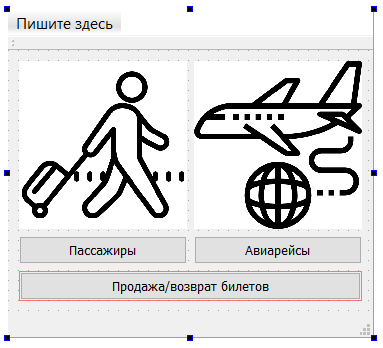 Пишите здесь
Пассажиры
Авиарейсы
Продажа/возврат билетов